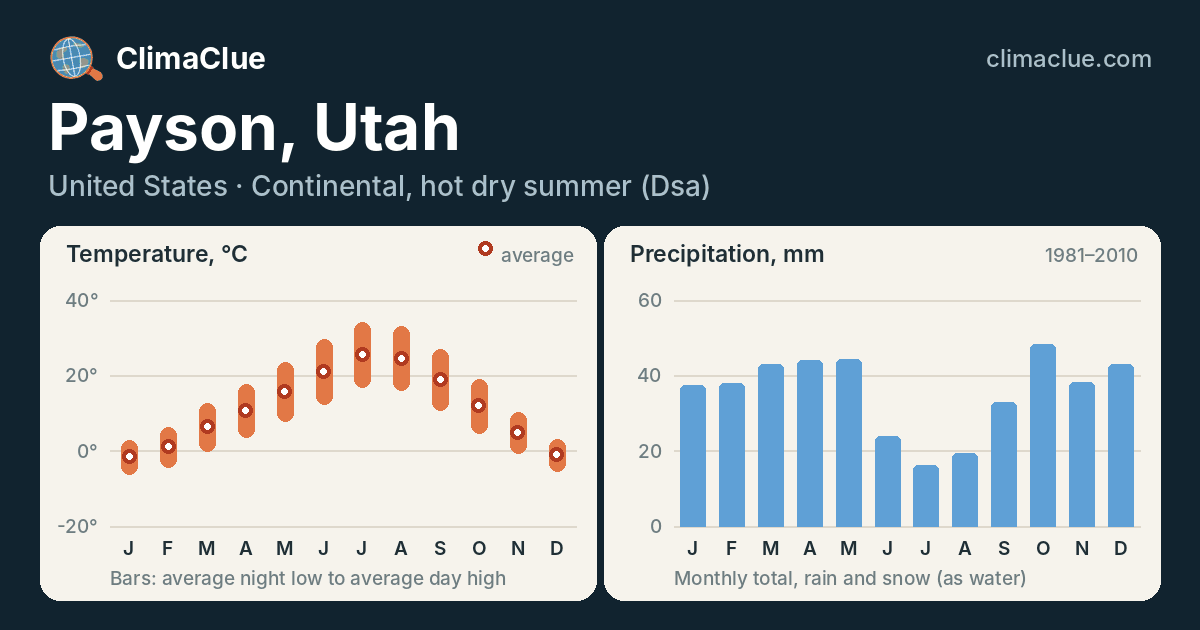 ClimaClue
climaclue.com
Payson, Utah
United States · Continental, hot dry summer (Dsa)
Temperature, °C
average
40°
20°
0°
-20°
J F M A M J J A S O N D
Bars: average night low to average day high
Precipitation, mm
1981–2010
60
40
20
0
J F M A M J J A S O N D
Monthly total, rain and snow (as water)